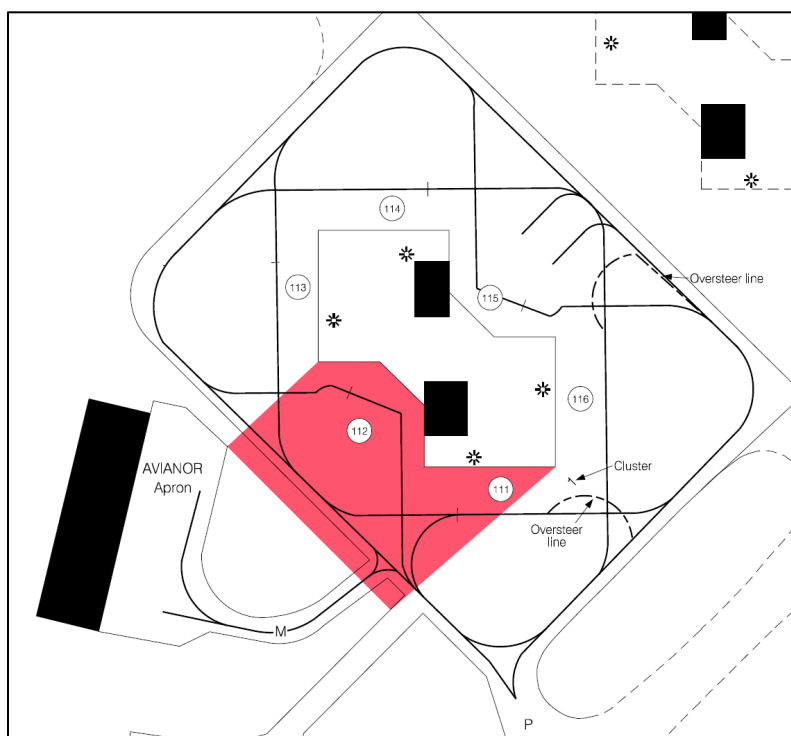 114
Oversteer line
113
115
116
112
AVIANOR
Apron
Cluster
111
Oversteer
line
M
P